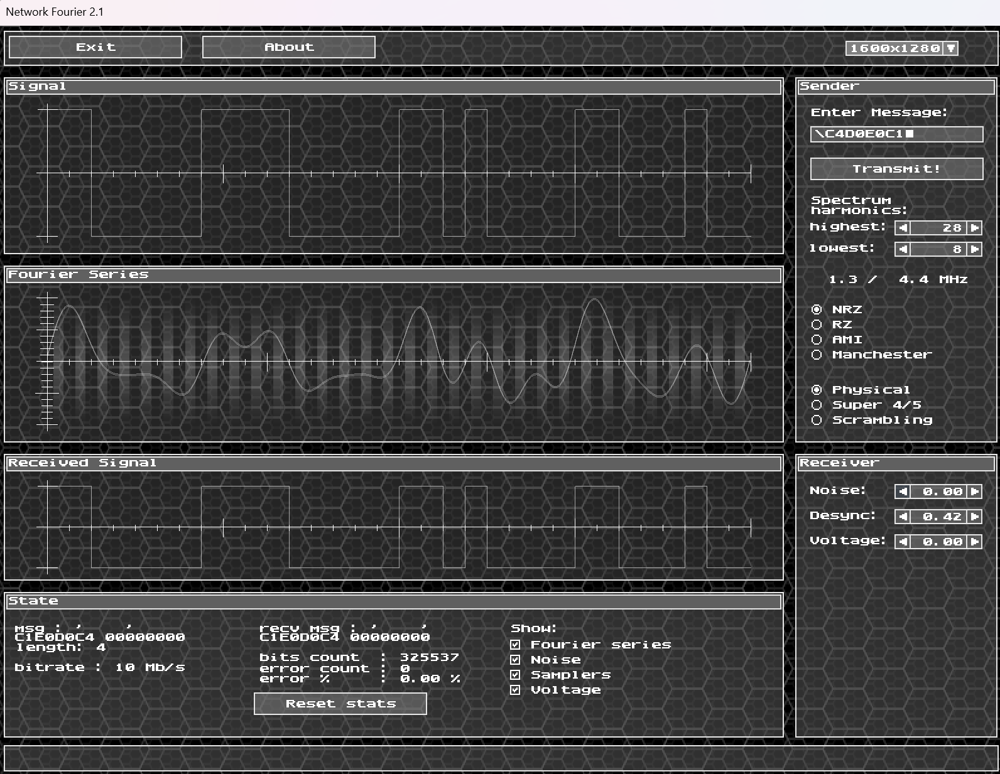 Network Fourier 2.1
Exit
About
1600x1280
Signal
Fourier Series
Received Signal
Sender
Enter Message:
\C4D0E0C1
Transmit!
Spectrum
harmonics:
highest: 28
lowest: 8
1.3 / 4.4 MHz
NRZ
RZ
AMI
Manchester
Physical
Super 4/5
Scrambling
Receiver
Noise: 0.00
Desync: 0.42
Voltage: 0.00
State
msg : ' '
C1E0D0C4 00000000
length: 4
bitrate : 10 Mb/s
recv msg : ' '
C1E0D0C4 00000000
bits count : 325537
error count : 0
error % : 0.00 %
Reset stats
Show:
Fourier series
Noise
Samplers
Voltage